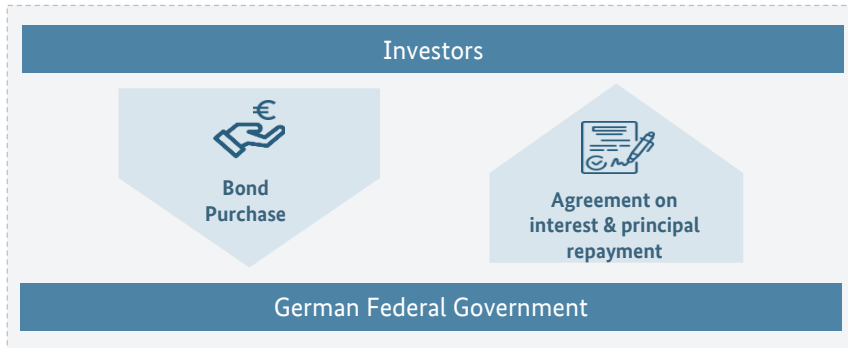 Investors
€
Bond
Purchase
Agreement on
interest & principal
repayment
German Federal Government